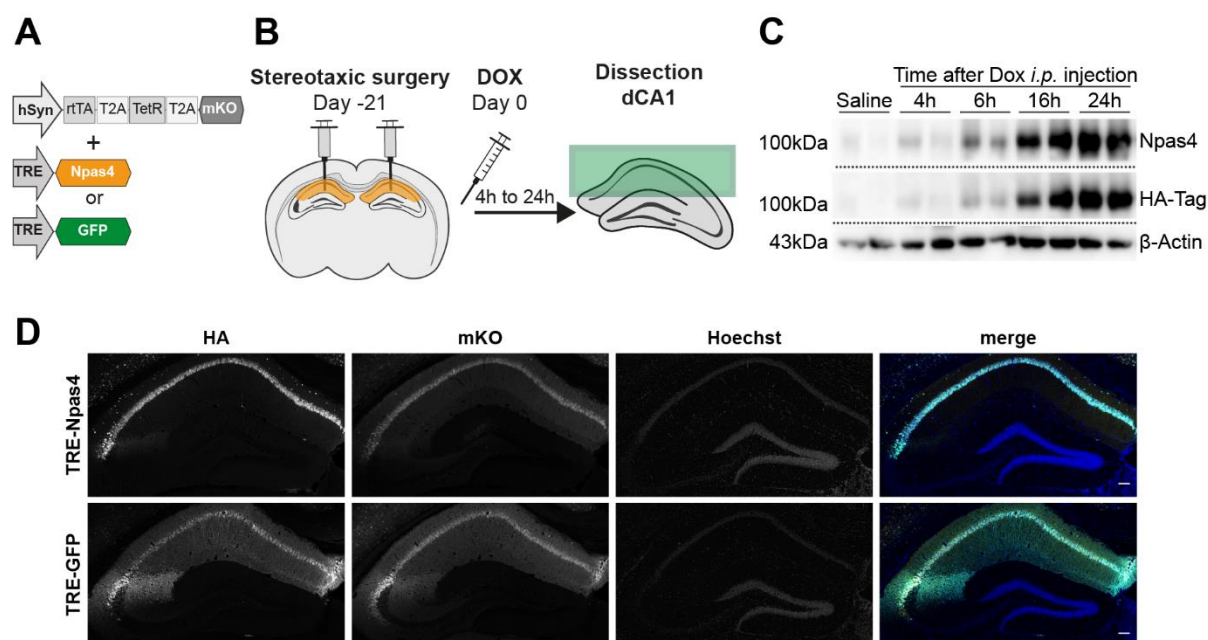 A
hSyn rtTA T2A TetR T2A mKO
+
TRE Npas4
or
TRE GFP
B
Stereotaxic surgery
Day -21
DOX
Day 0
4h to 24h
Dissection
dCA1
C
Time after Dox i.p. injection
Saline 4h 6h 16h 24h
100kDa Npas4
100kDa HA-Tag
43kDa β-Actin
D
HA mKO Hoechst merge
TRE-Npas4
TRE-GFP